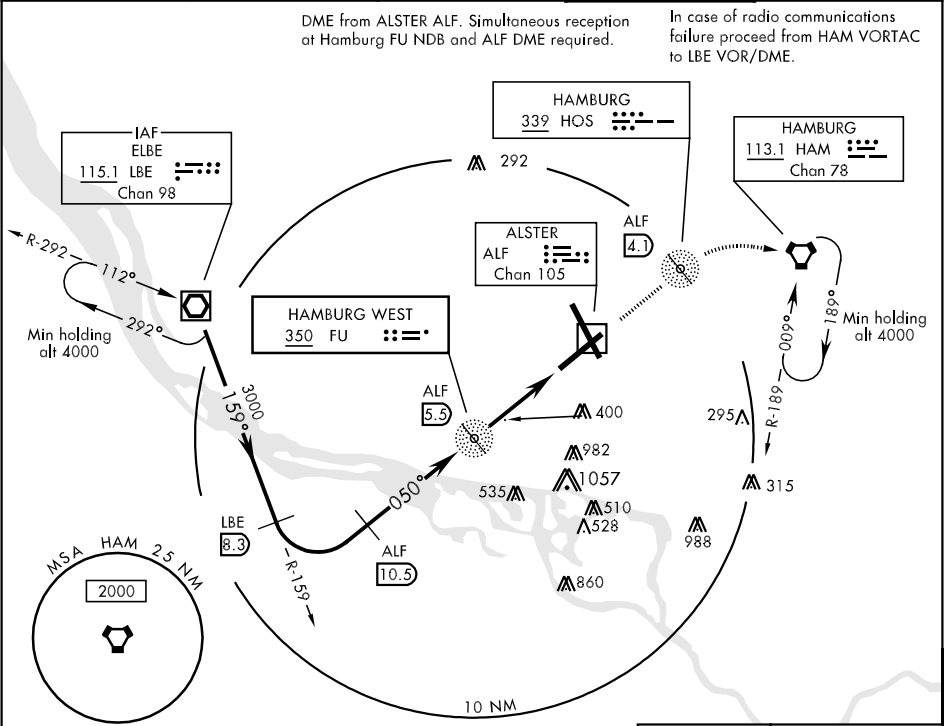 DME from ALSTER ALF. Simultaneous reception
at Hamburg FU NDB and ALF DME required.
In case of radio communications
failure proceed from HAM VORTAC
to LBE VOR/DME.
HAMBURG
339 HOS
HAMBURG
113.1 HAM
Chan 78
IAF
ELBE
115.1 LBE
Chan 98
292
ALF
4.1
ALSTER
ALF
Chan 105
R-292
112°
292°
Min holding
alt 4000
HAMBURG WEST
350 FU
189°
009°
Min holding
alt 4000
R-189
ALF
5.5
3000
159°
400
295
982
1057
535
315
510
528
988
050°
LBE
8.3
ALF
10.5
R-159
860
MSA HAM 25 NM
2000
10 NM